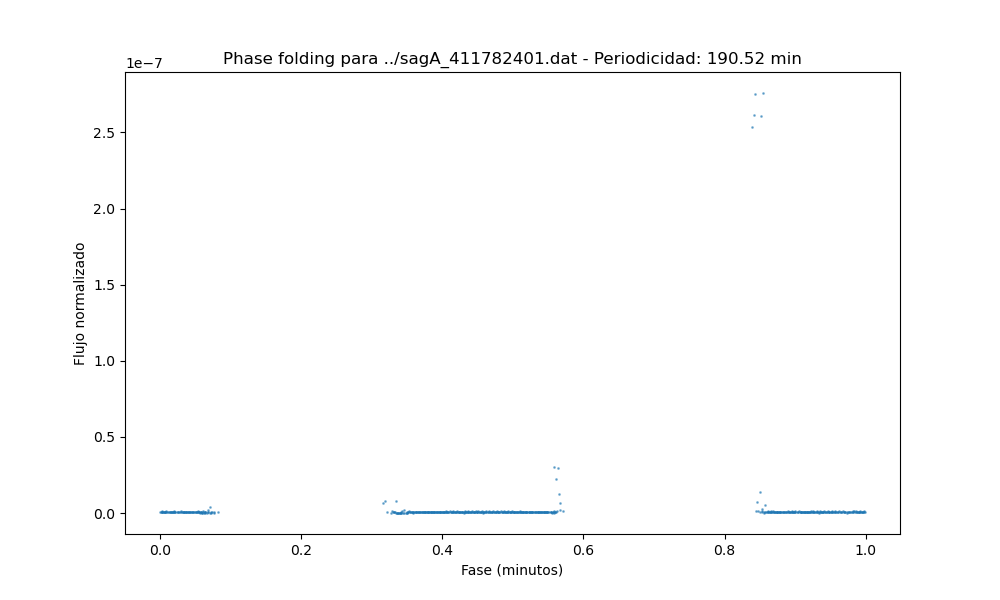 Phase folding para ../sagA_411782401.dat - Periodicidad: 190.52 min
1e−7
2.5
2.0
1.5
1.0
0.5
0.0
Flujo normalizado
0.0 0.2 0.4 0.6 0.8 1.0
Fase (minutos)